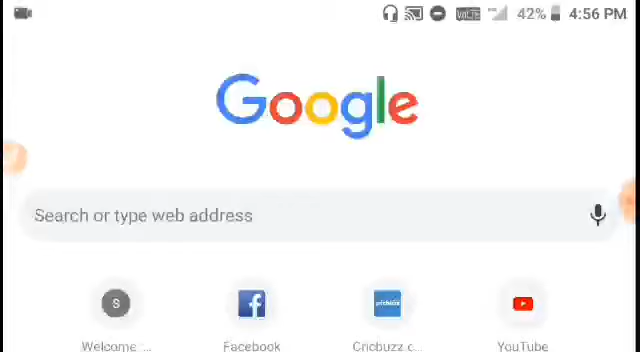 42% 4:56 PM
Google
Search or type web address
S
Welcome ... Facebook Cricbuzz.c... YouTube